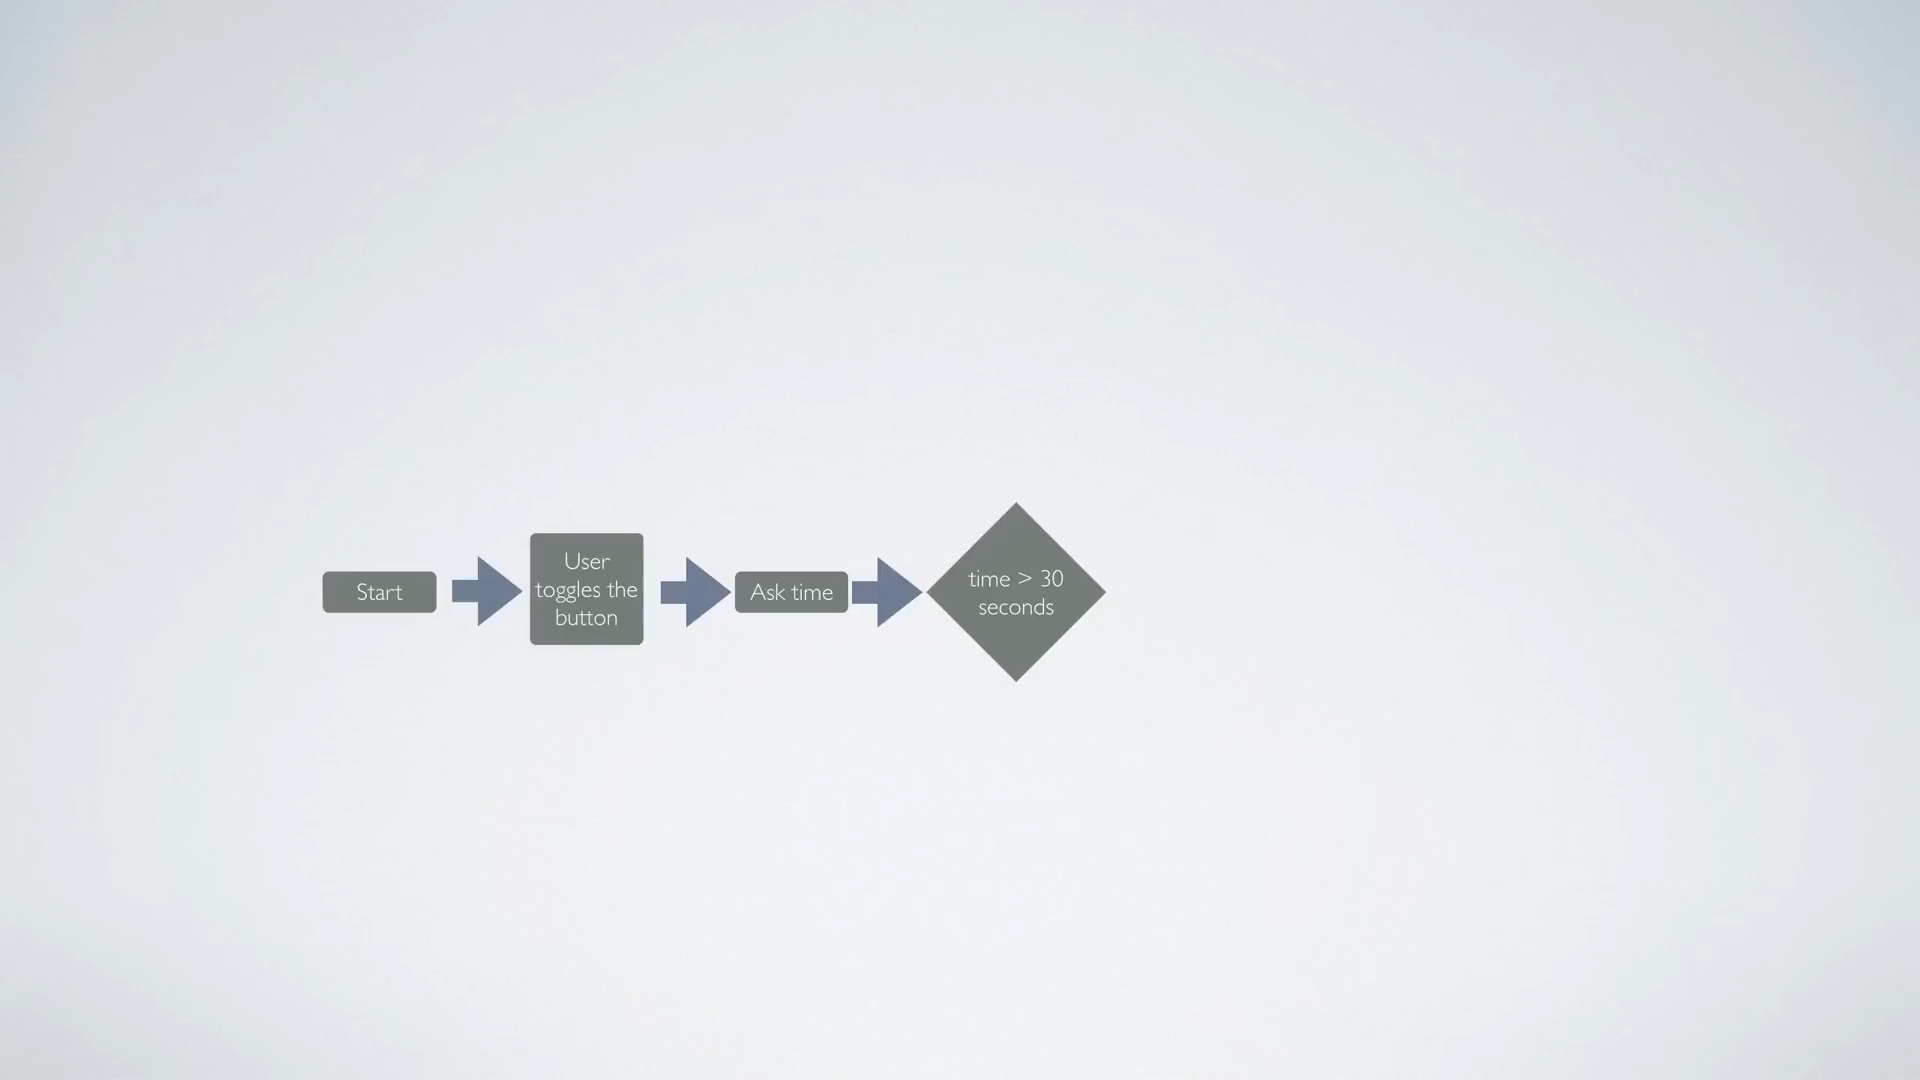 Start
User
toggles the
button
Ask time
time > 30
seconds